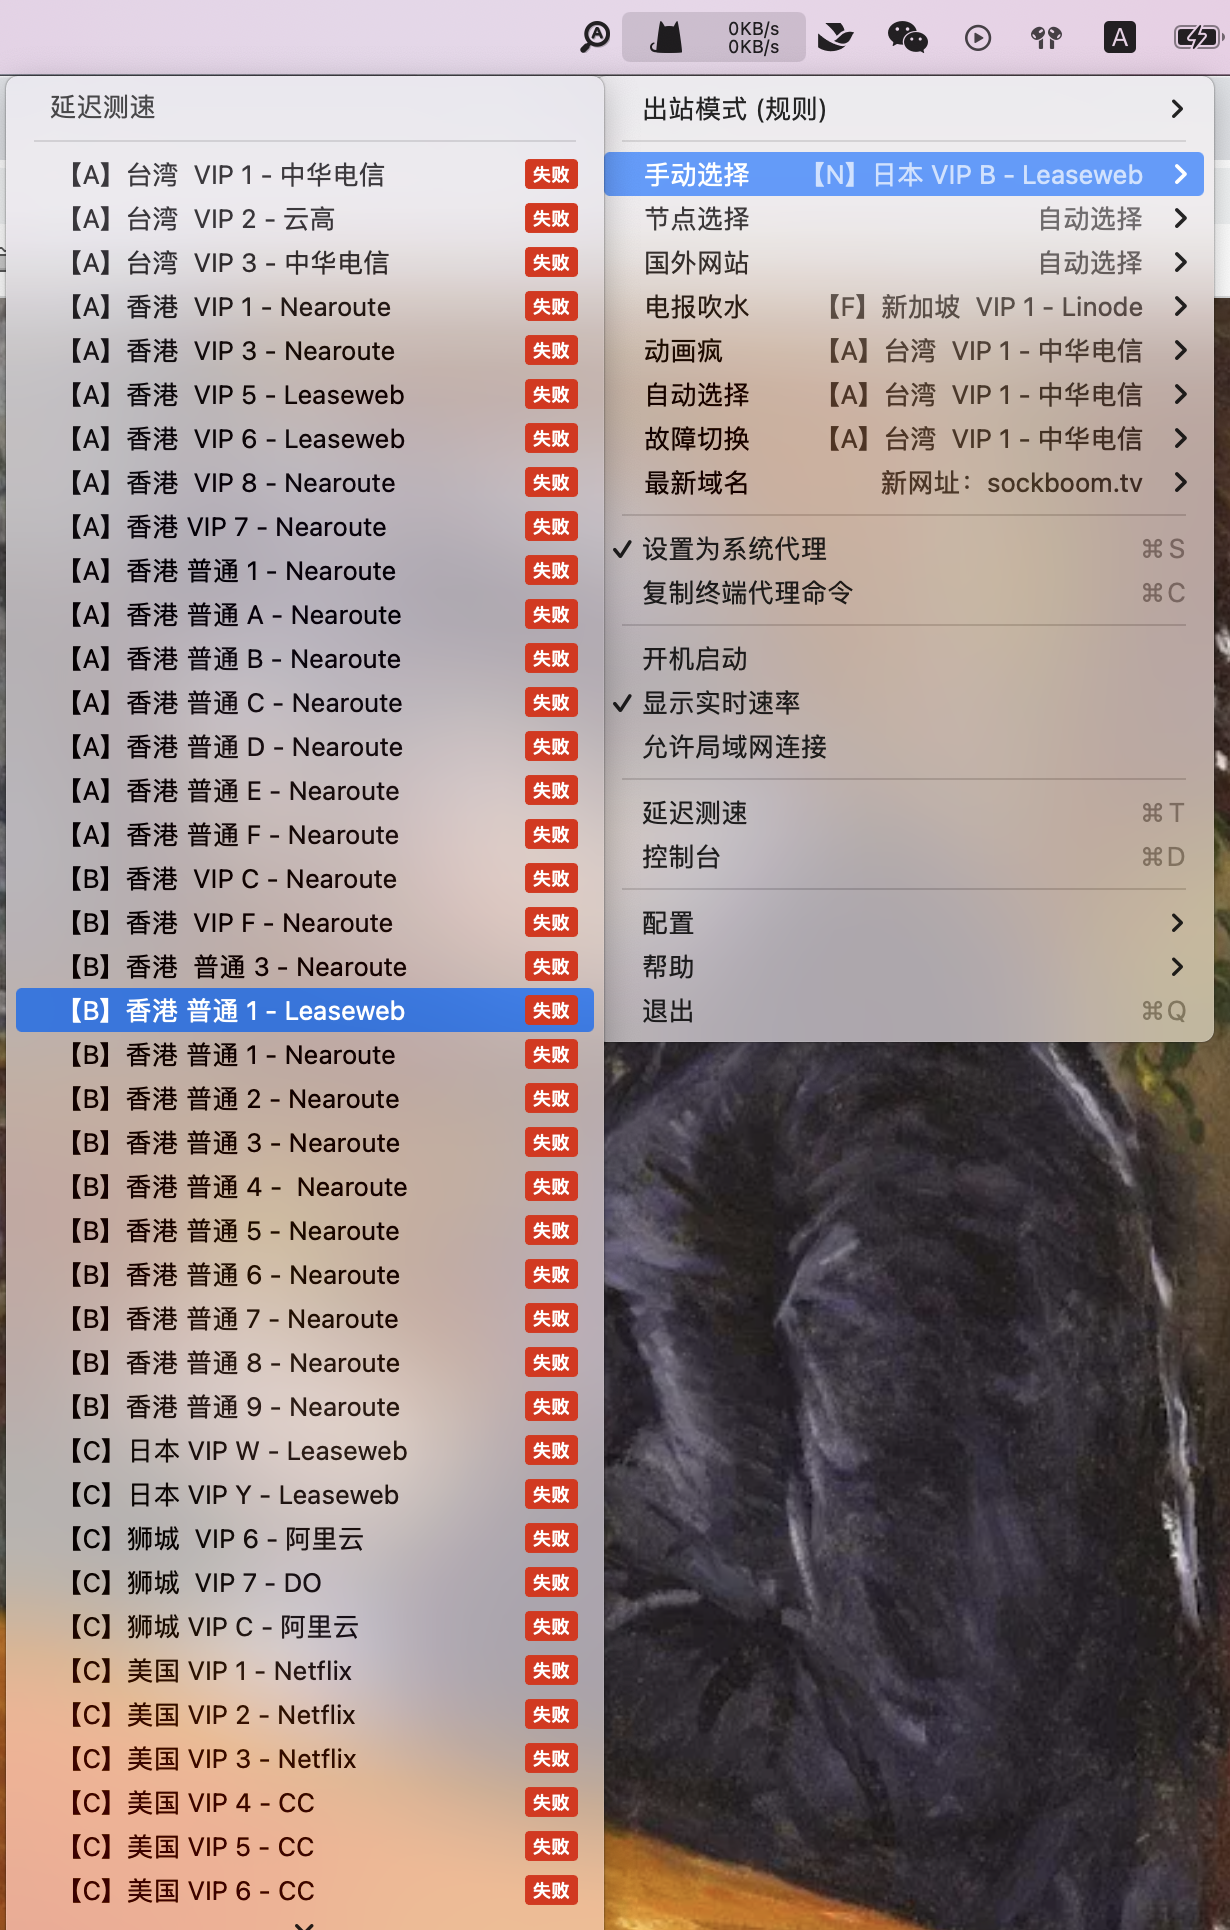 0KB/s
0KB/s
A
延迟测速
【A】台湾 VIP 1 - 中华电信 失败
【A】台湾 VIP 2 - 云高 失败
【A】台湾 VIP 3 - 中华电信 失败
【A】香港 VIP 1 - Nearoute 失败
【A】香港 VIP 3 - Nearoute 失败
【A】香港 VIP 5 - Leaseweb 失败
【A】香港 VIP 6 - Leaseweb 失败
【A】香港 VIP 8 - Nearoute 失败
【A】香港 VIP 7 - Nearoute 失败
【A】香港 普通 1 - Nearoute 失败
【A】香港 普通 A - Nearoute 失败
【A】香港 普通 B - Nearoute 失败
【A】香港 普通 C - Nearoute 失败
【A】香港 普通 D - Nearoute 失败
【A】香港 普通 E - Nearoute 失败
【A】香港 普通 F - Nearoute 失败
【B】香港 VIP C - Nearoute 失败
【B】香港 VIP F - Nearoute 失败
【B】香港 普通 3 - Nearoute 失败
【B】香港 普通 1 - Leaseweb 失败
【B】香港 普通 1 - Nearoute 失败
【B】香港 普通 2 - Nearoute 失败
【B】香港 普通 3 - Nearoute 失败
【B】香港 普通 4 - Nearoute 失败
【B】香港 普通 5 - Nearoute 失败
【B】香港 普通 6 - Nearoute 失败
【B】香港 普通 7 - Nearoute 失败
【B】香港 普通 8 - Nearoute 失败
【B】香港 普通 9 - Nearoute 失败
【C】日本 VIP W - Leaseweb 失败
【C】日本 VIP Y - Leaseweb 失败
【C】狮城 VIP 6 - 阿里云 失败
【C】狮城 VIP 7 - DO 失败
【C】狮城 VIP C - 阿里云 失败
【C】美国 VIP 1 - Netflix 失败
【C】美国 VIP 2 - Netflix 失败
【C】美国 VIP 3 - Netflix 失败
【C】美国 VIP 4 - CC 失败
【C】美国 VIP 5 - CC 失败
【C】美国 VIP 6 - CC 失败
出站模式 (规则)
手动选择 【N】日本 VIP B - Leaseweb
节点选择 自动选择
国外网站 自动选择
电报吹水 【F】新加坡 VIP 1 - Linode
动画疯 【A】台湾 VIP 1 - 中华电信
自动选择 【A】台湾 VIP 1 - 中华电信
故障切换 【A】台湾 VIP 1 - 中华电信
最新域名 新网址：sockboom.tv
✓ 设置为系统代理 ⌘S
复制终端代理命令 ⌘C
开机启动
✓ 显示实时速率
允许局域网连接
延迟测速 ⌘T
控制台 ⌘D
配置
帮助
退出 ⌘Q